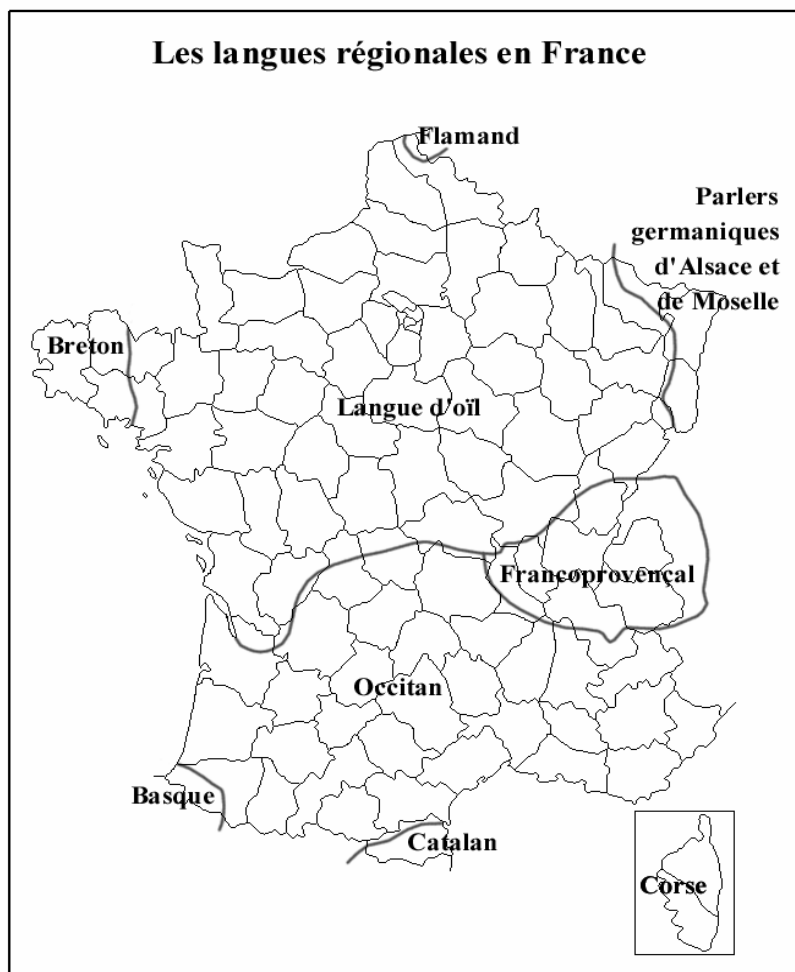 Les langues régionales en France
Flamand
Parlers
germaniques
d'Alsace et
de Moselle
Breton
Langue d'oïl
Francoprovençal
Occitan
Basque
Catalan
Corse